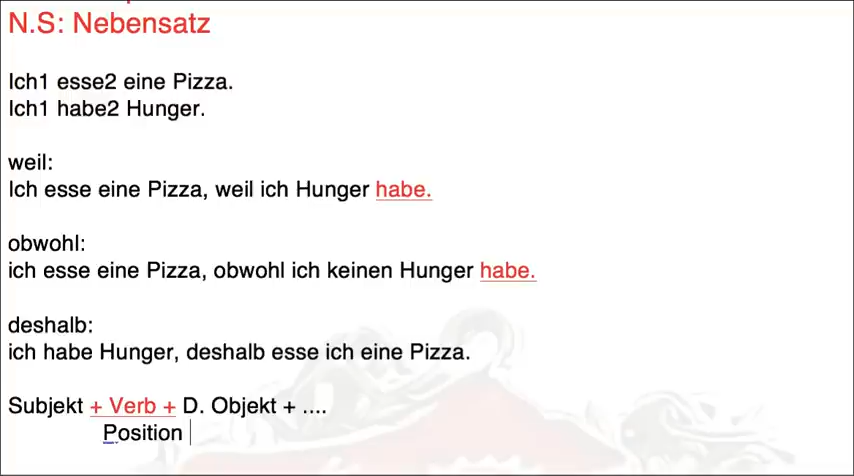 N.S: Nebensatz
Ich1 esse2 eine Pizza.
Ich1 habe2 Hunger.
weil:
Ich esse eine Pizza, weil ich Hunger habe.
obwohl:
ich esse eine Pizza, obwohl ich keinen Hunger habe.
deshalb:
ich habe Hunger, deshalb esse ich eine Pizza.
Subjekt + Verb + D. Objekt + ....
Position